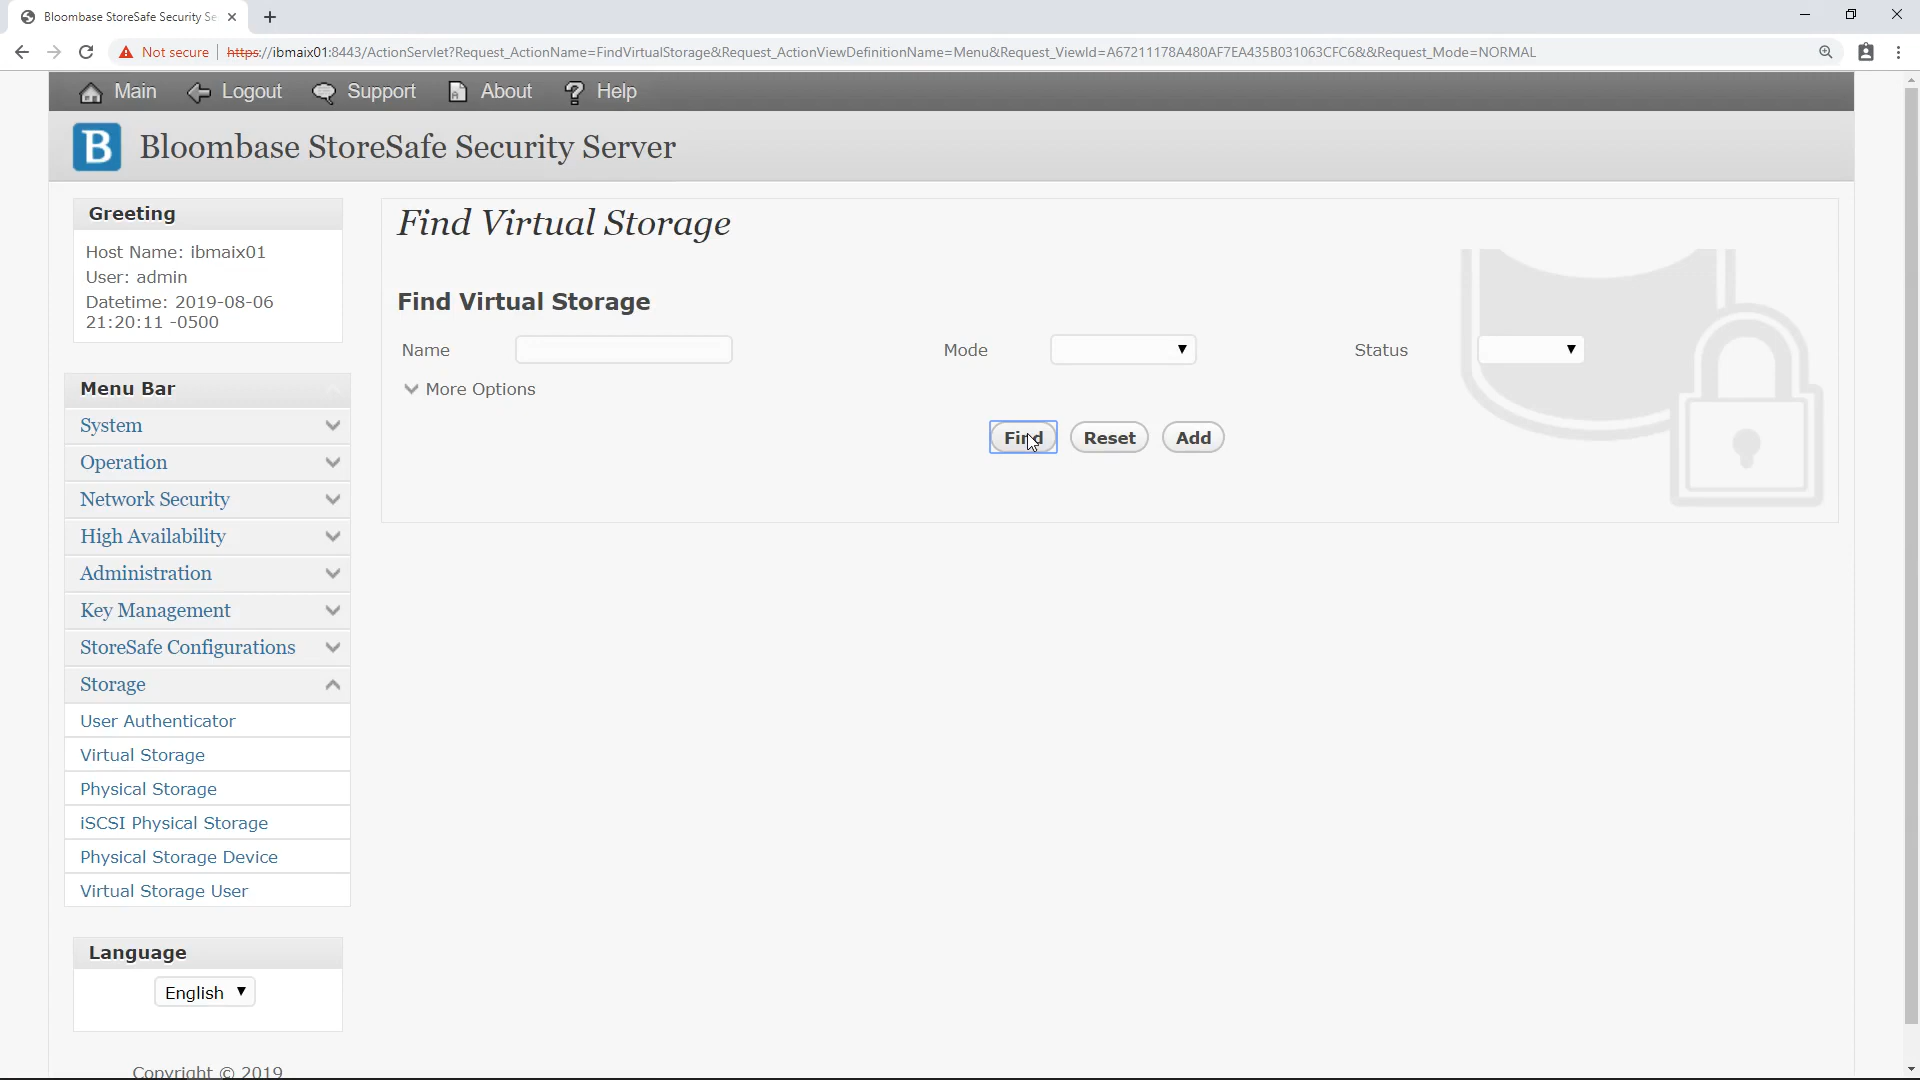 Bloombase StoreSafe Security Se
Not secure
https://ibmaix01:8443/ActionServlet?Request_ActionName=FindVirtualStorage&Request_ActionViewDefinitionName=Menu&Request_ViewId=A67211178A480AF7EA435B031063CFC6&&Request_Mode=NORMAL
Main Logout Support About Help
B Bloombase StoreSafe Security Server
Greeting
Host Name: ibmaix01
User: admin
Datetime: 2019-08-06
21:20:11 -0500
Menu Bar
System
Operation
Network Security
High Availability
Administration
Key Management
StoreSafe Configurations
Storage
User Authenticator
Virtual Storage
Physical Storage
iSCSI Physical Storage
Physical Storage Device
Virtual Storage User
Language
English
Copyright © 2019
Find Virtual Storage
Find Virtual Storage
Name Mode Status
More Options
Find Reset Add